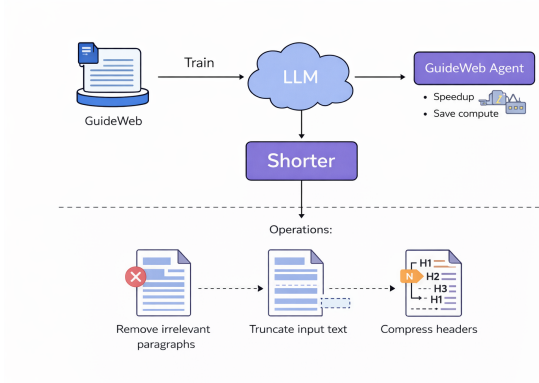 Train
LLM
GuideWeb Agent
GuideWeb
• Speedup
• Save compute
Shorter
Operations:
H1
N H2
H3
H1
Remove irrelevant
paragraphs
Truncate input text
Compress headers